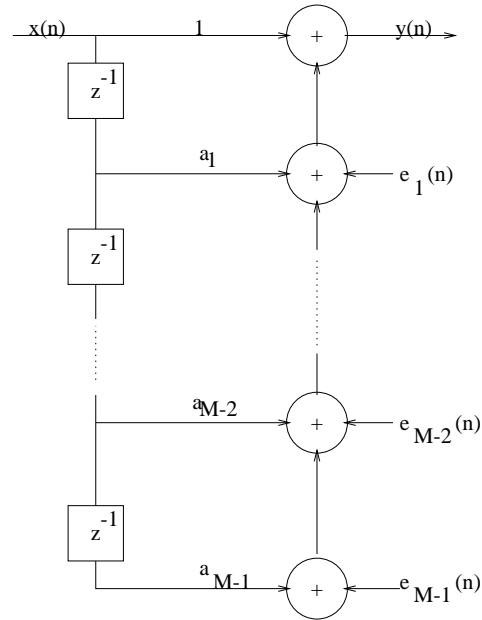 x(n) 1 + y(n)
z^-1
a_1 + e_1(n)
z^-1
a_M-2 + e_M-2(n)
z^-1
a_M-1 + e_M-1(n)